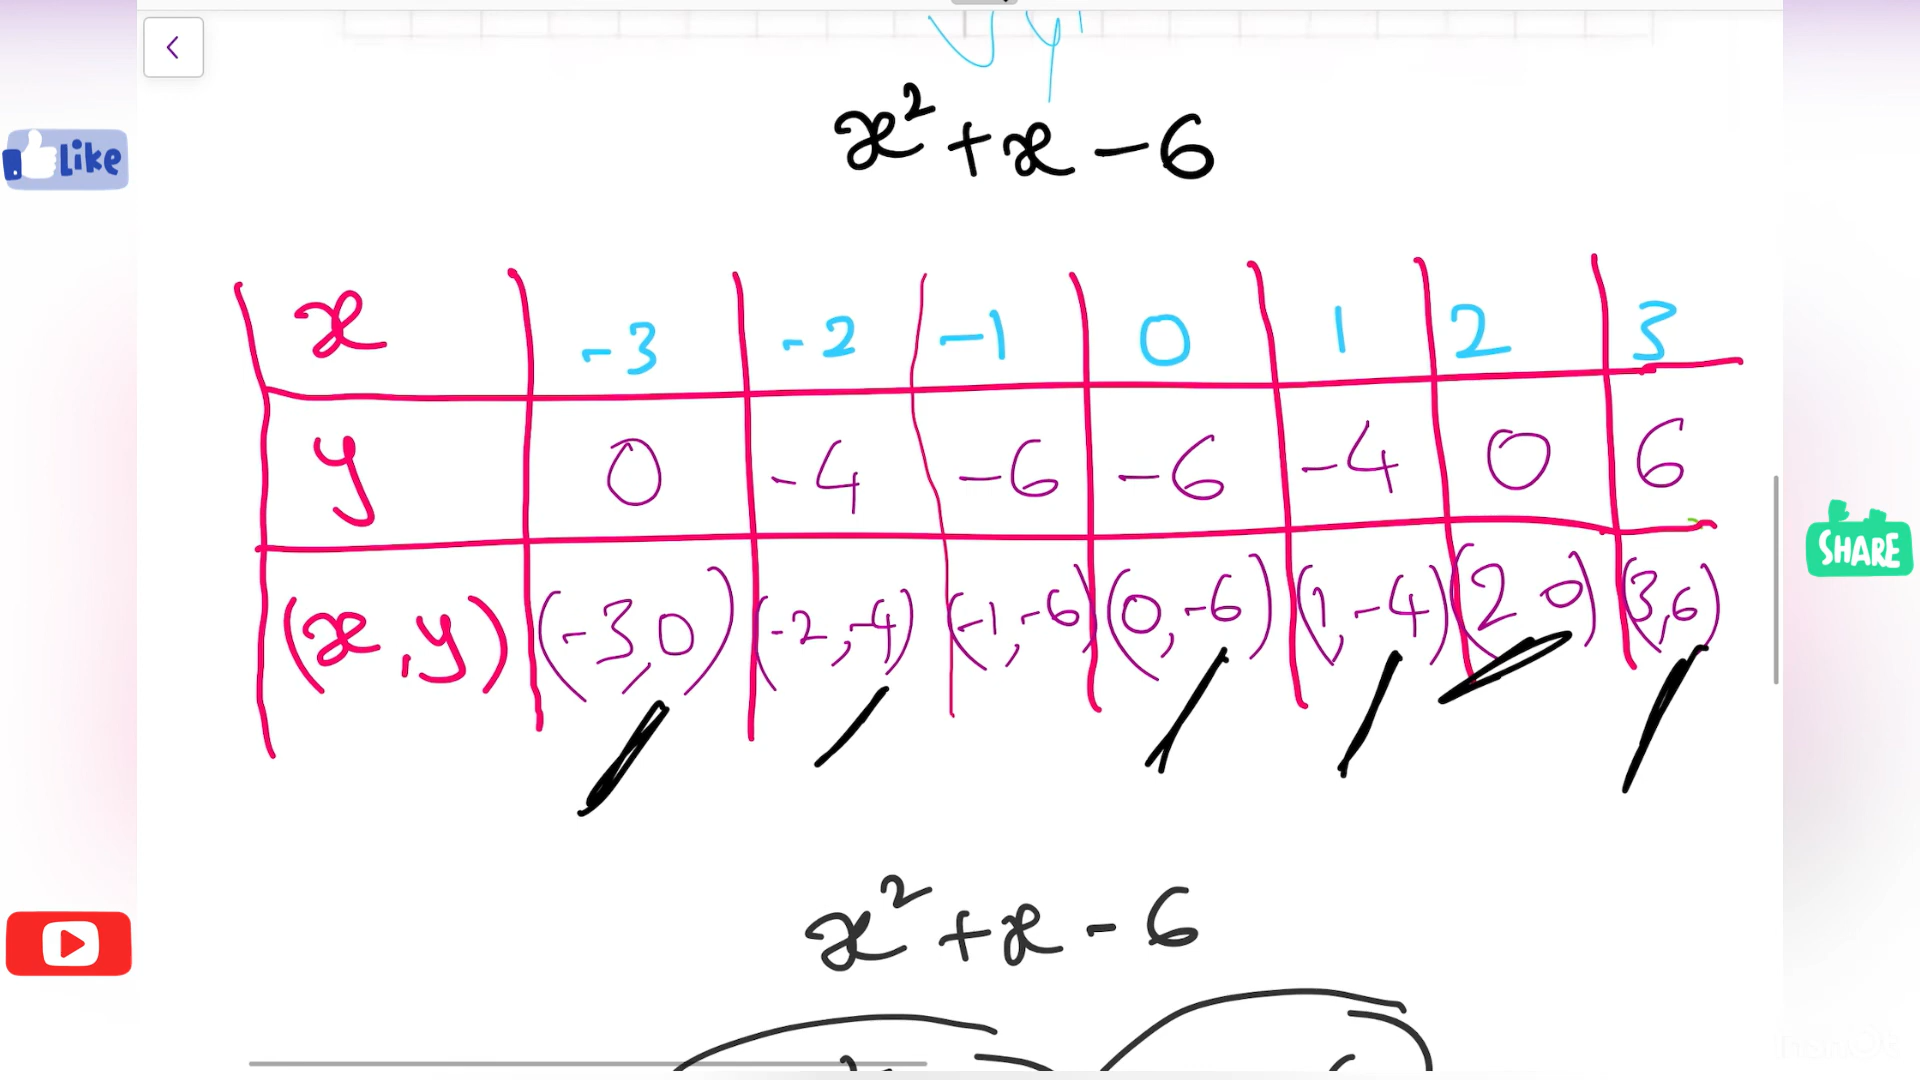 x² + x - 6
Like
x -3 -2 -1 0 1 2 3
y 0 -4 -6 -6 -4 0 6
(x,y) (-3,0) (-2,-4) (-1,-6) (0,-6) (1,-4) (2 0) (3,6)
SHARE
x² + x - 6